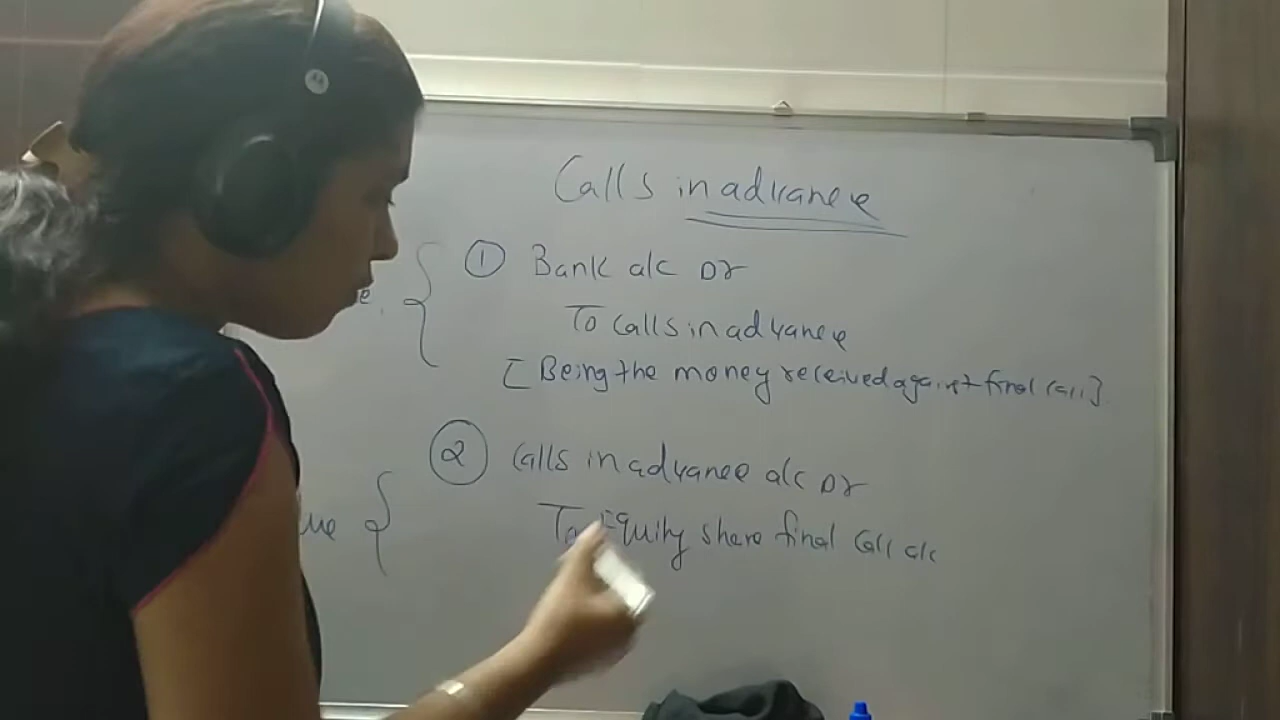 Calls in advance
① Bank a/c Dr
To Calls in advance
[Being the money received against final call].
② Calls in advance a/c Dr
To Equity share final call a/c